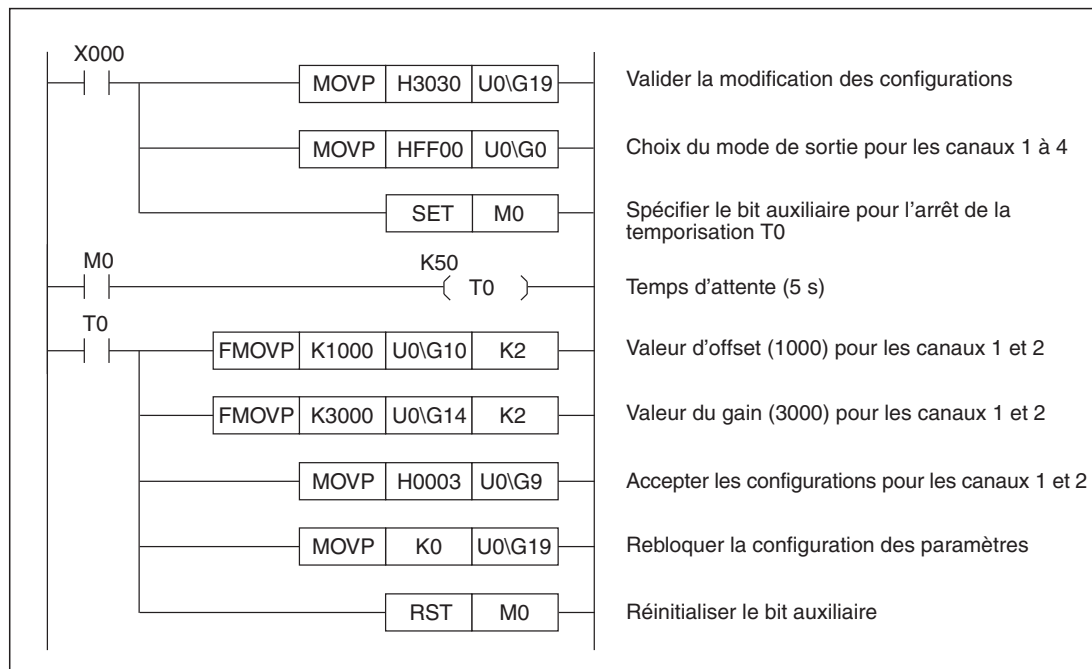 X000
MOVP H3030 U0\G19 Valider la modification des configurations
MOVP HFF00 U0\G0 Choix du mode de sortie pour les canaux 1 à 4
SET M0 Spécifier le bit auxiliaire pour l'arrêt de la
temporisation T0
M0 K50
T0 Temps d'attente (5 s)
T0
FMOVP K1000 U0\G10 K2 Valeur d'offset (1000) pour les canaux 1 et 2
FMOVP K3000 U0\G14 K2 Valeur du gain (3000) pour les canaux 1 et 2
MOVP H0003 U0\G9 Accepter les configurations pour les canaux 1 et 2
MOVP K0 U0\G19 Rebloquer la configuration des paramètres
RST M0 Réinitialiser le bit auxiliaire